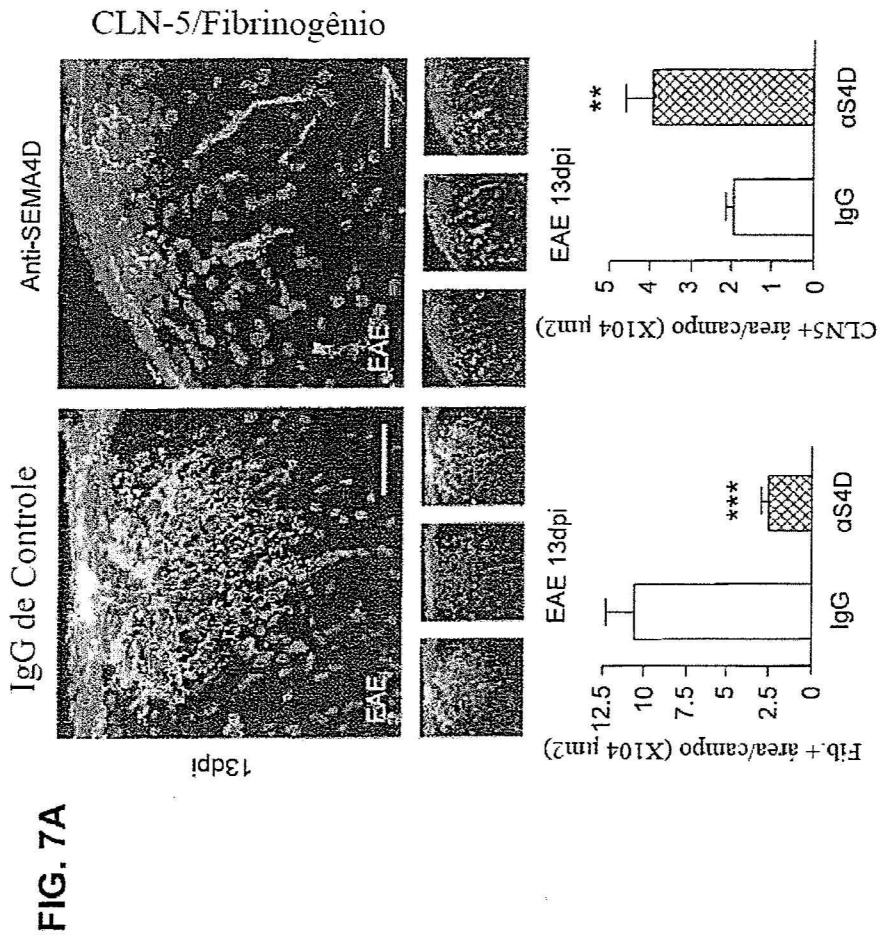 FIG. 7A
IgG de Controle
Anti-SEMA4D
CLN-5/Fibrinogênio
13dpi
EAE
EAE
EAE 13dpi
Fib.+ área/campo (X104 µm2)
12.5
10
7.5
5
2.5
0
***
IgG
αS4D
EAE 13dpi
CLN5+ área/campo (X104 µm2)
5
4
3
2
1
0
**
IgG
αS4D